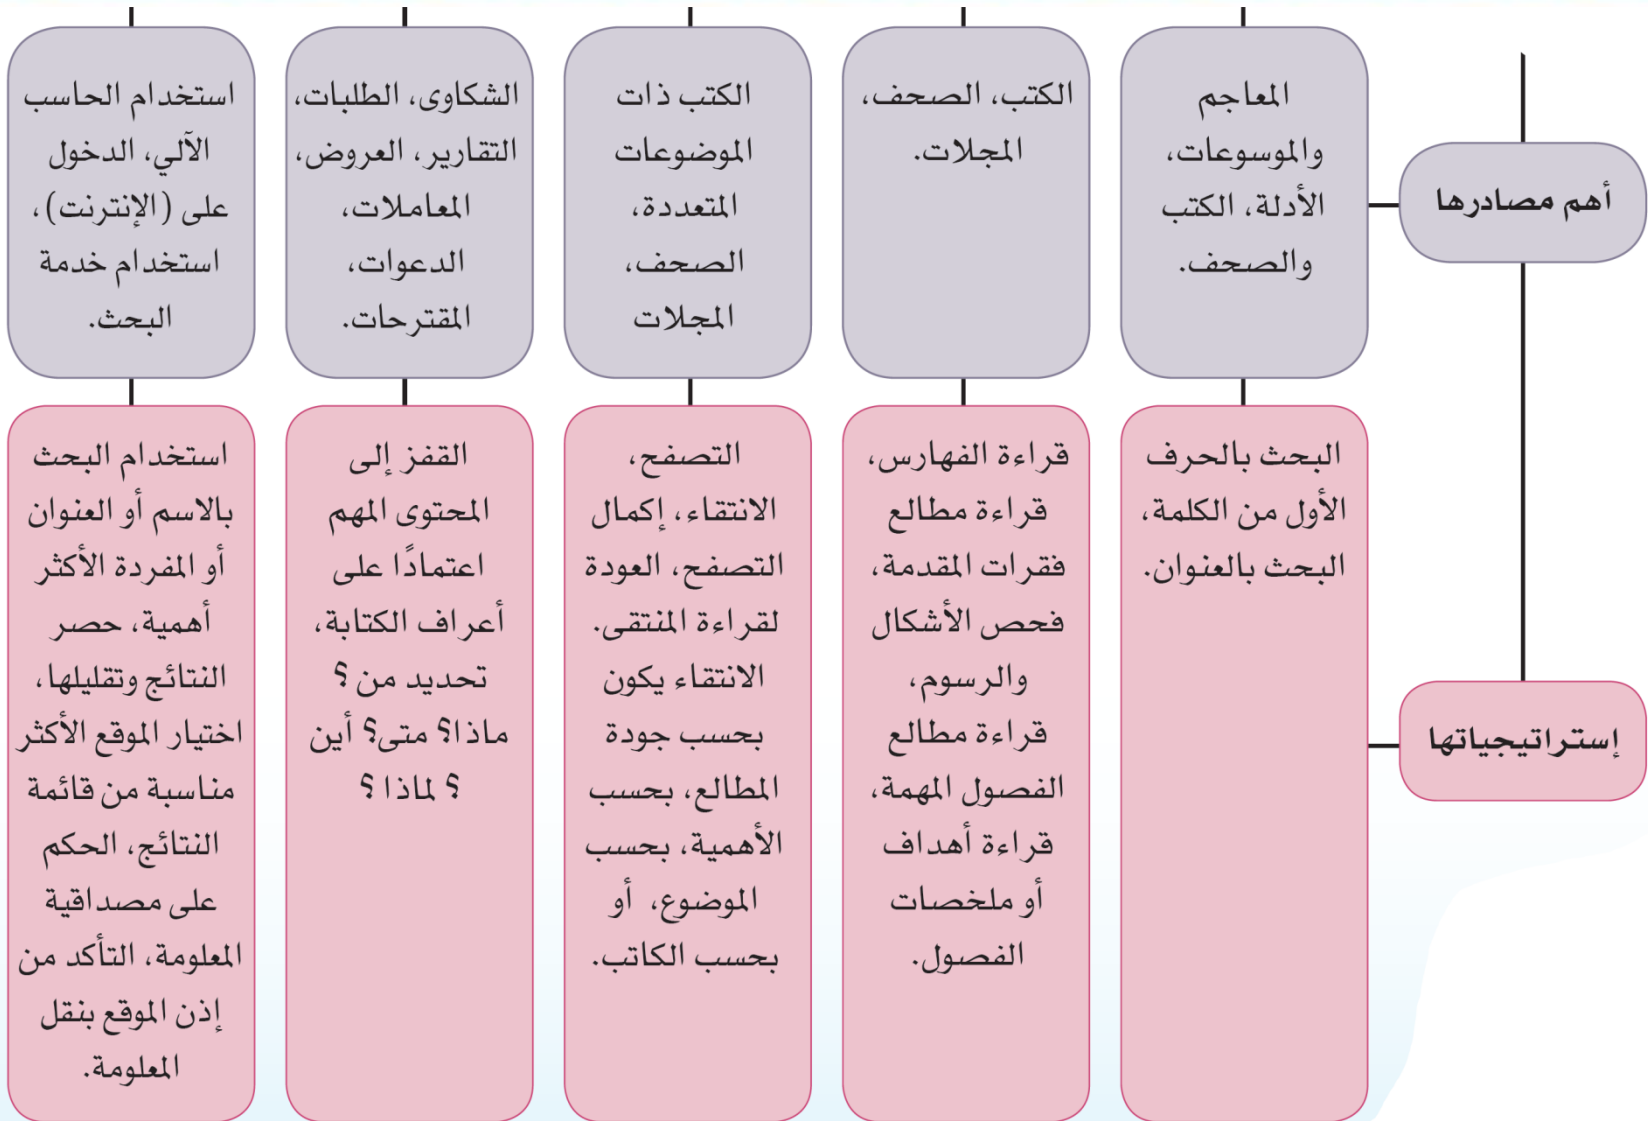 أهم مصادرها
المعاجم
والموسوعات،
الأدلة، الكتب
والصحف.
الكتب، الصحف،
المجلات.
الكتب ذات
الموضوعات
المتعددة،
الصحف،
المجلات
الشكاوى، الطلبات،
التقارير، العروض،
المعاملات،
الدعوات،
المقترحات.
استخدام الحاسب
الآلي، الدخول
على (الإنترنت)،
استخدام خدمة
البحث.
إستراتيجياتها
البحث بالحرف
الأول من الكلمة،
البحث بالعنوان.
قراءة الفهارس،
قراءة مطالع
فقرات المقدمة،
فحص الأشكال
والرسوم،
قراءة مطالع
الفصول المهمة،
قراءة أهداف
أو ملخصات
الفصول.
التصفح،
الانتقاء، إكمال
التصفح، العودة
لقراءة المنتقى.
الانتقاء يكون
بحسب جودة
المطالع، بحسب
الأهمية، بحسب
الموضوع، أو
بحسب الكاتب.
القفز إلى
المحتوى المهم
اعتمادًا على
أعراف الكتابة،
تحديد من ؟
ماذا؟ متى؟ أين
؟ لماذا ؟
استخدام البحث
بالاسم أو العنوان
أو المفردة الأكثر
أهمية، حصر
النتائج وتقليلها،
اختيار الموقع الأكثر
مناسبة من قائمة
النتائج، الحكم
على مصداقية
المعلومة، التأكد من
إذن الموقع بنقل
المعلومة.